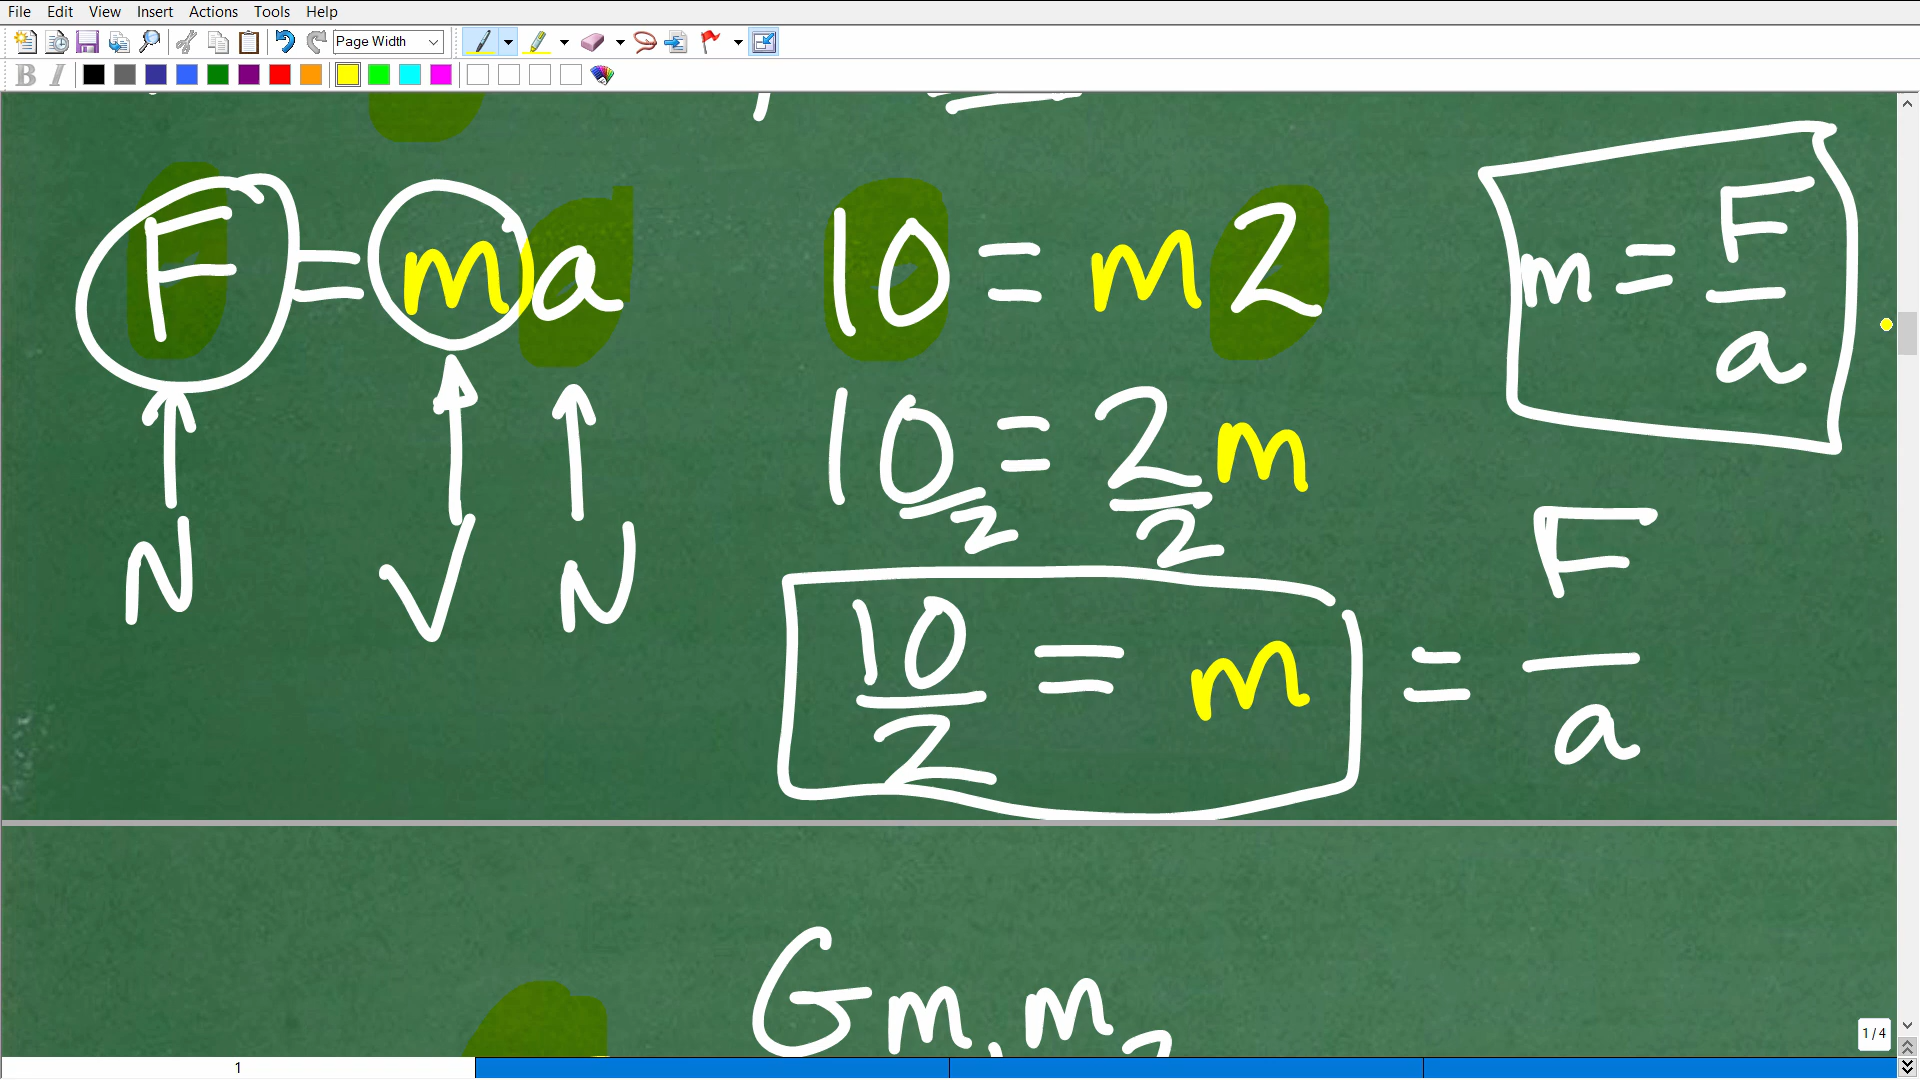 File Edit View Insert Actions Tools Help
Page Width
B I
F = ma
N V N
10 = m2
10/2 = 2/2 m
10/2 = m = F/a
m = F/a
Gm₁m₂
1 / 4
1